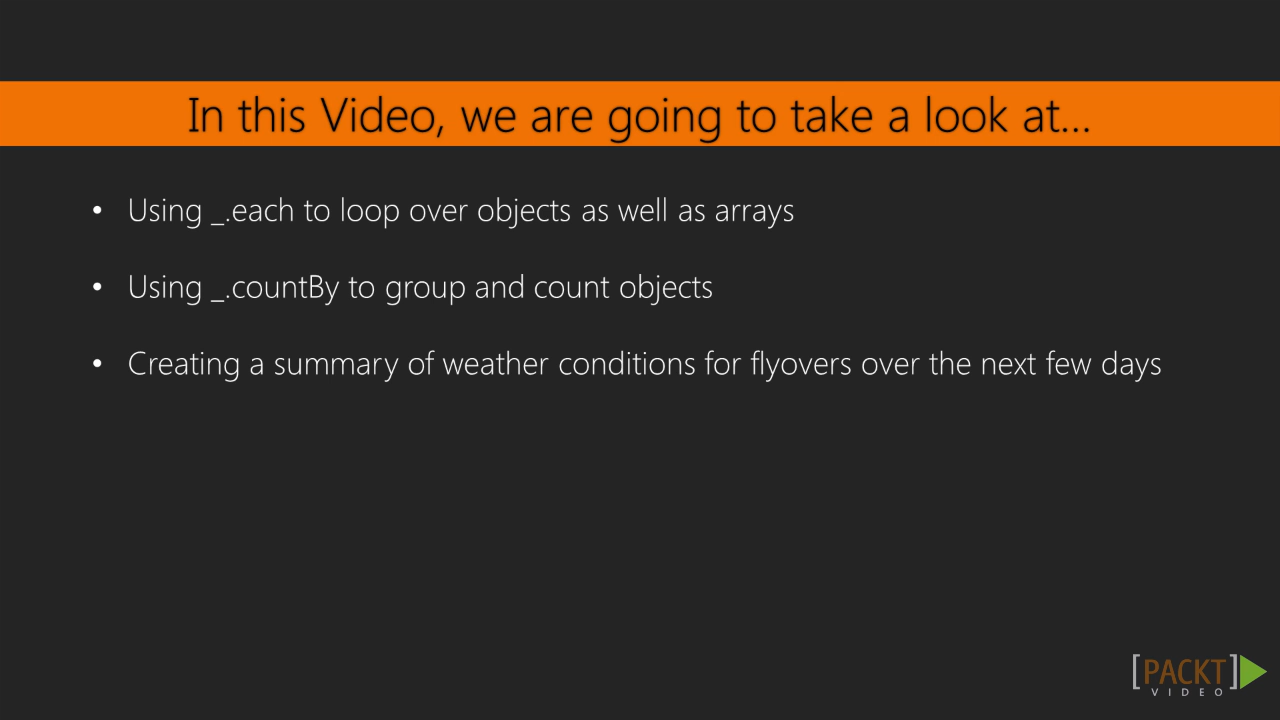 In this Video, we are going to take a look at...
• Using _.each to loop over objects as well as arrays
• Using _.countBy to group and count objects
• Creating a summary of weather conditions for flyovers over the next few days
[PACKT]
VIDEO